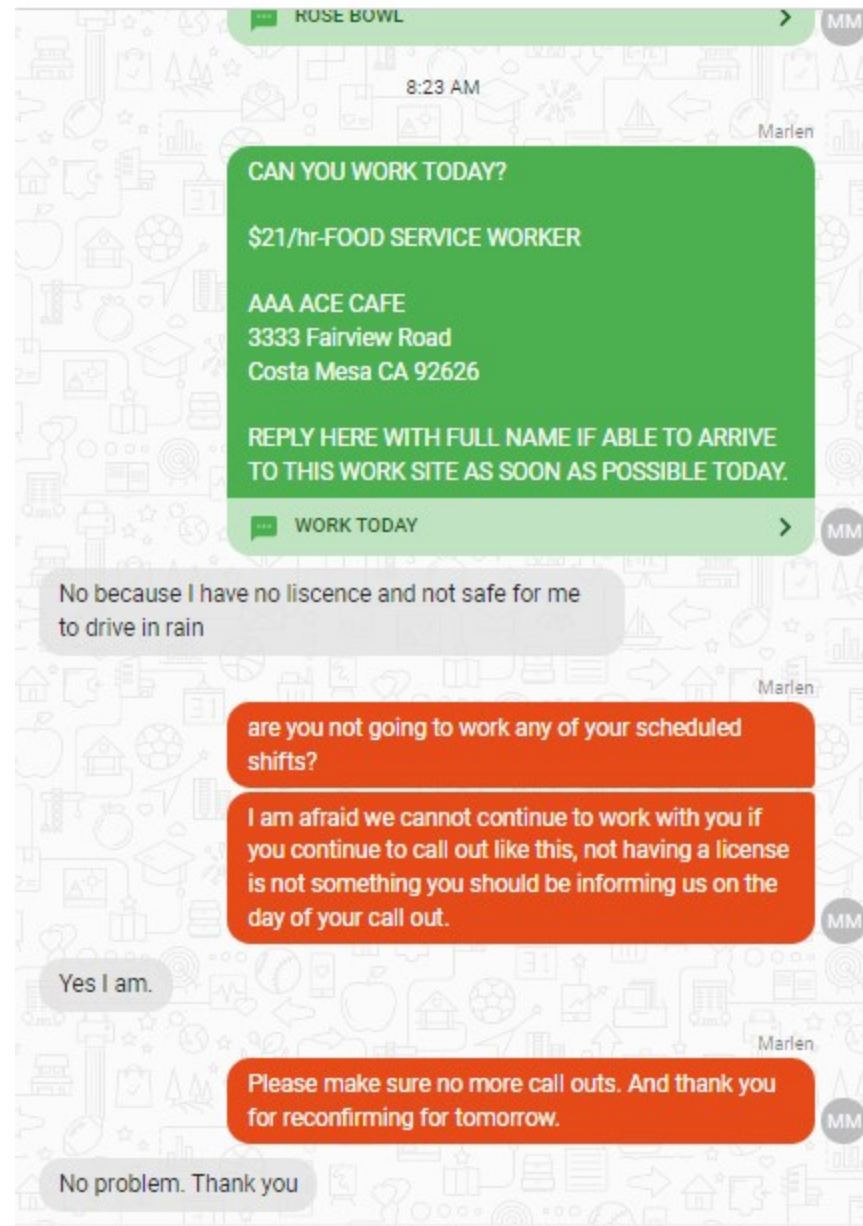 ROSE BOWL
MM
8:23 AM
Marlen
CAN YOU WORK TODAY?
$21/hr-FOOD SERVICE WORKER
AAA ACE CAFE
3333 Fairview Road
Costa Mesa CA 92626
REPLY HERE WITH FULL NAME IF ABLE TO ARRIVE
TO THIS WORK SITE AS SOON AS POSSIBLE TODAY.
WORK TODAY
MM
No because I have no liscence and not safe for me
to drive in rain
Marlen
are you not going to work any of your scheduled
shifts?
I am afraid we cannot continue to work with you if
you continue to call out like this, not having a license
is not something you should be informing us on the
day of your call out.
MM
Yes I am.
Marlen
Please make sure no more call outs. And thank you
for reconfirming for tomorrow.
MM
No problem. Thank you